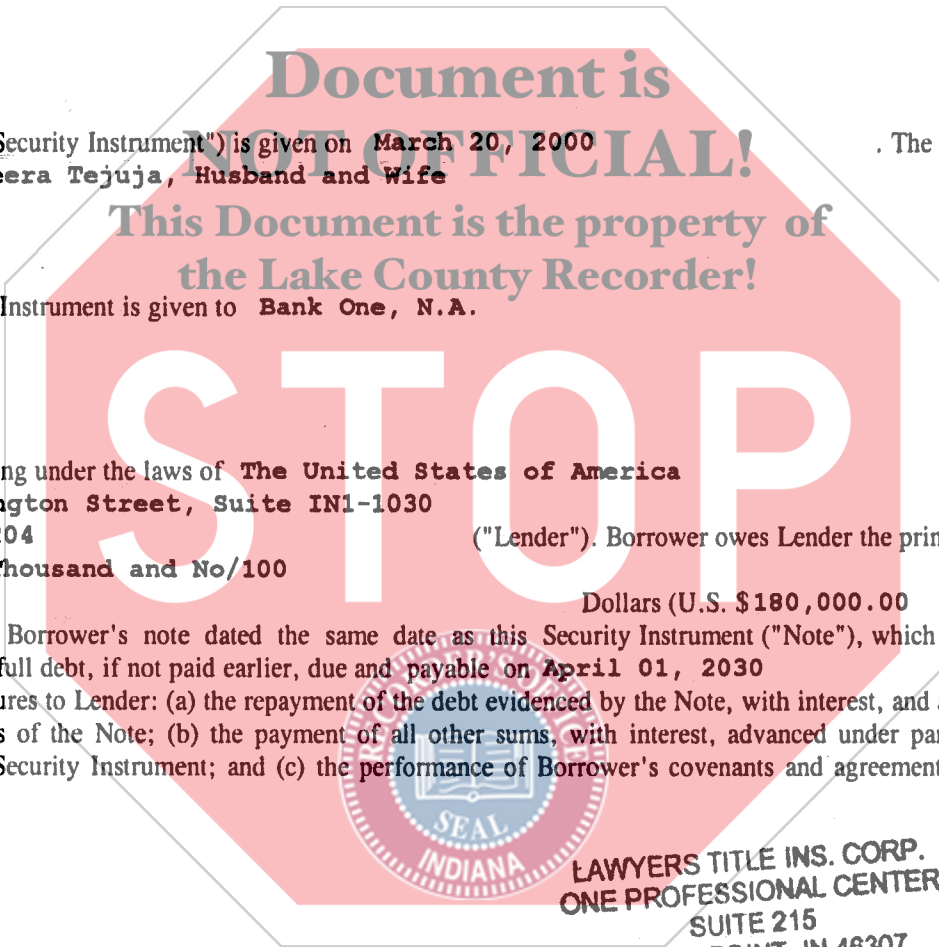 Document is
Security Instrument") is given on March 20, 2000 . The
NOT OFFICIAL!
era Tejuja, Husband and Wife
This Document is the property of
the Lake County Recorder!
Instrument is given to Bank One, N.A.
STOP
ng under the laws of The United States of America
gton Street, Suite IN1-1030
04 ("Lender"). Borrower owes Lender the prin
Thousand and No/100
Dollars (U.S. $180,000.00
Borrower's note dated the same date as this Security Instrument ("Note"), which
full debt, if not paid earlier, due and payable on April 01, 2030
ures to Lender: (a) the repayment of the debt evidenced by the Note, with interest, and
s of the Note; (b) the payment of all other sums, with interest, advanced under par
Security Instrument; and (c) the performance of Borrower's covenants and agreement
RECORDER'S OFFICE
SEAL
INDIANA
LAWYERS TITLE INS. CORP.
ONE PROFESSIONAL CENTER
SUITE 215
POINT, IN 46307